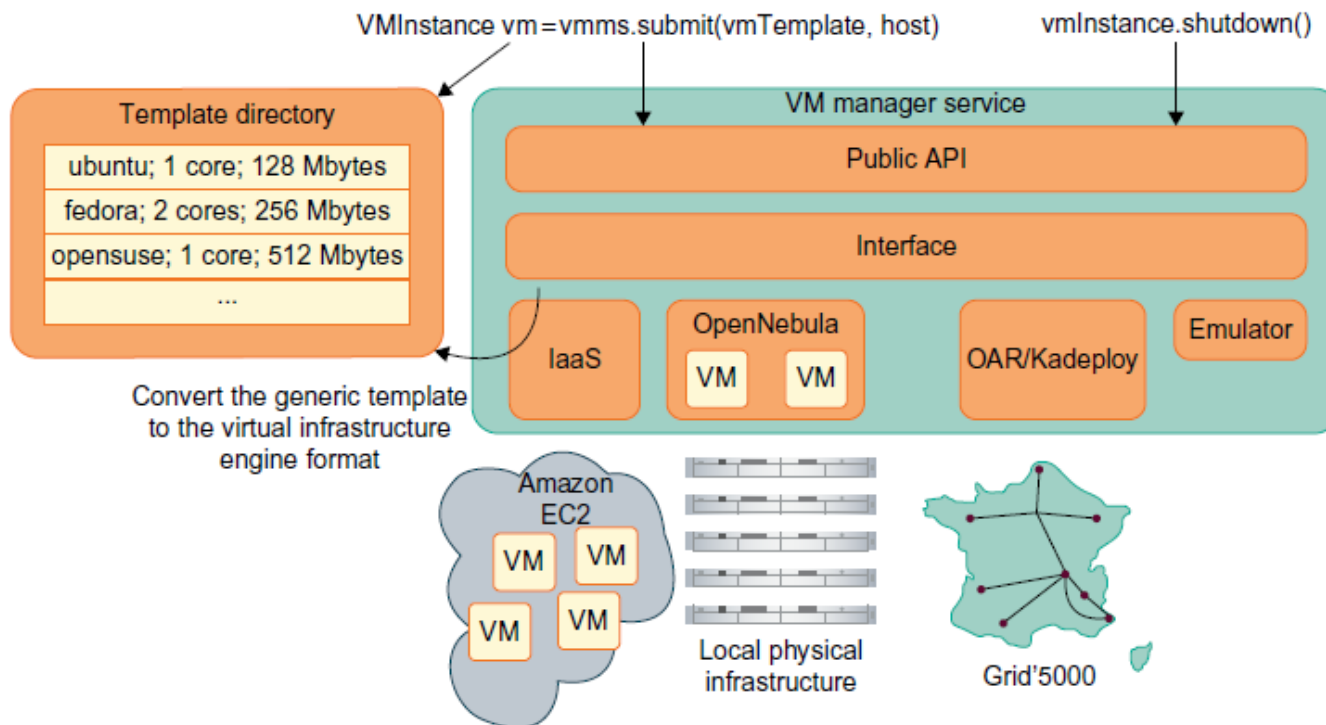 VMInstance vm=vmms.submit(vmTemplate, host)
vmInstance.shutdown()
Template directory
ubuntu; 1 core; 128 Mbytes
fedora; 2 cores; 256 Mbytes
opensuse; 1 core; 512 Mbytes
...
Convert the generic template
to the virtual infrastructure
engine format
VM manager service
Public API
Interface
IaaS
OpenNebula
VM VM
OAR/Kadeploy
Emulator
Amazon
EC2
VM VM
VM VM
Local physical
infrastructure
Grid'5000